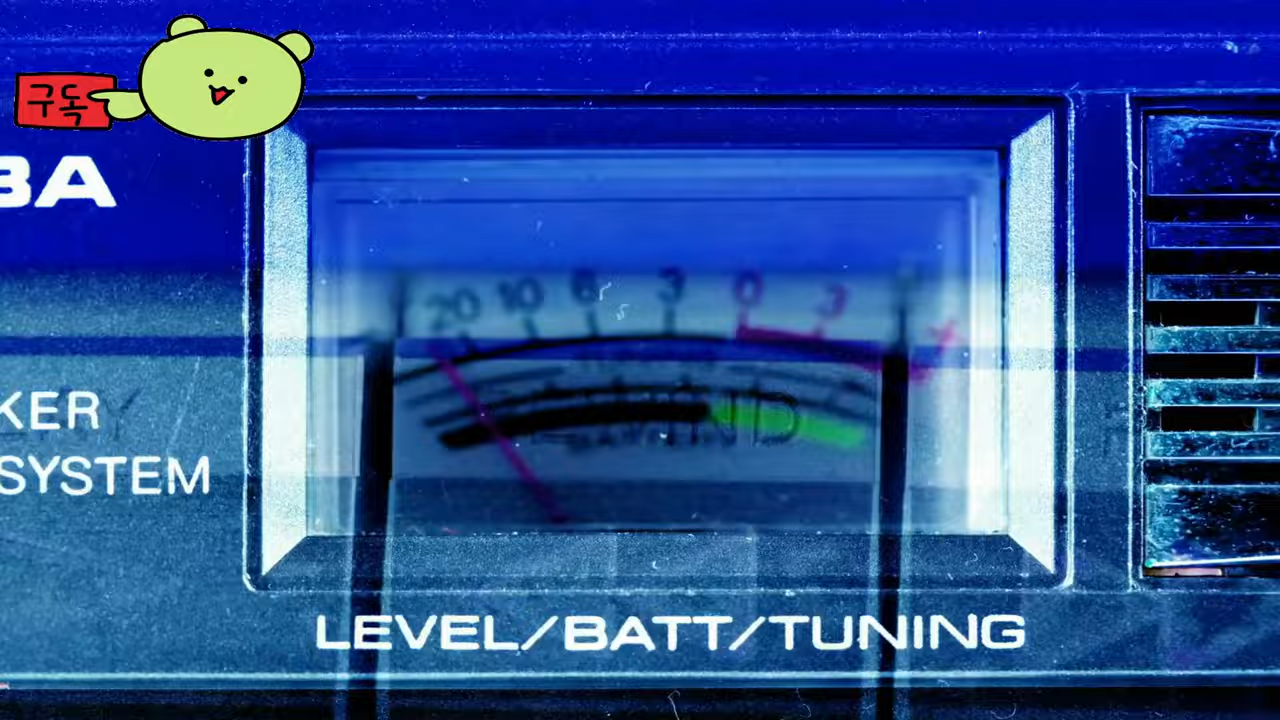 구독
BA
KER
SYSTEM
20 10 6 3 0 3
LEVEL/BATT/TUNING